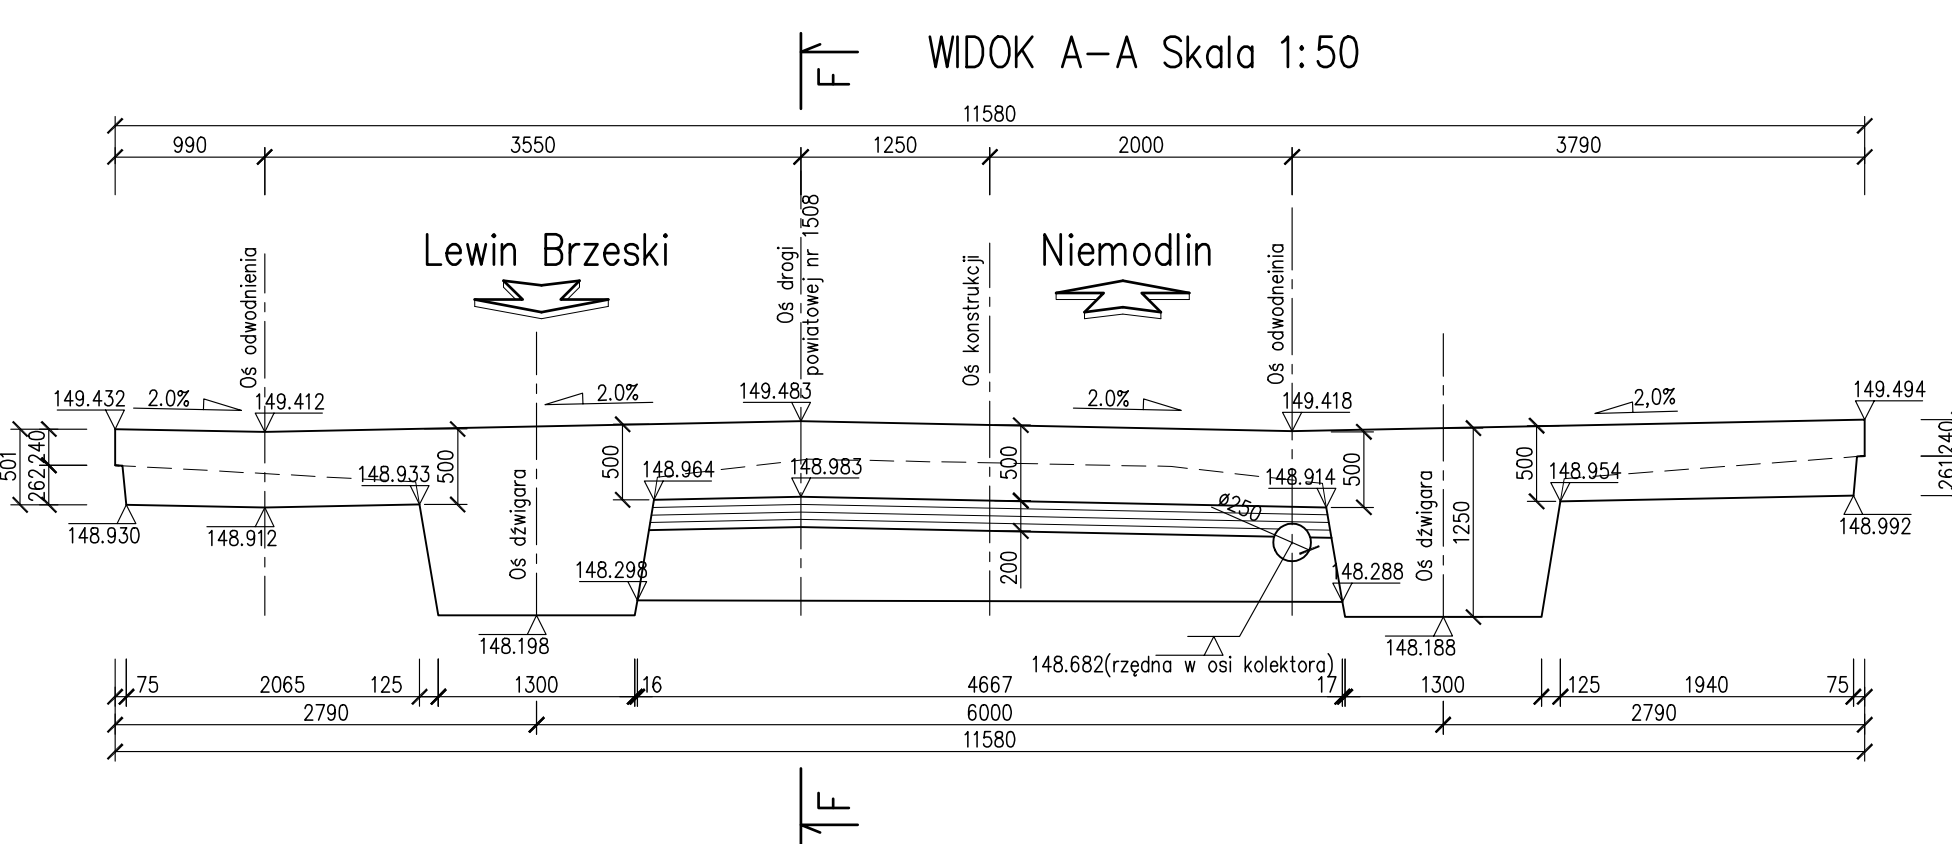 WIDOK A-A Skala 1:50
F
11580
990 3550 1250 2000 3790
Lewin Brzeski
Niemodlin
Oś odwodnienia
Oś drogi
powiatowej nr 1508
Oś konstrukcji
Oś odwodneinia
149.432 2.0% 149.412 2.0% 149.483 2.0% 149.418 2,0% 149.494
501 262 240 500 500 500 500 500 1250 261 240
148.933 148.964 148.983 148.914 148.954
ø250
148.930 148.912 148.992
Oś dźwigara
Oś dźwigara
200
148.298 148.288
148.198 148.188
148.682(rzędna w osi kolektora)
75 2065 125 1300 16 4667 17 1300 125 1940 75
2790 6000 2790
11580
F